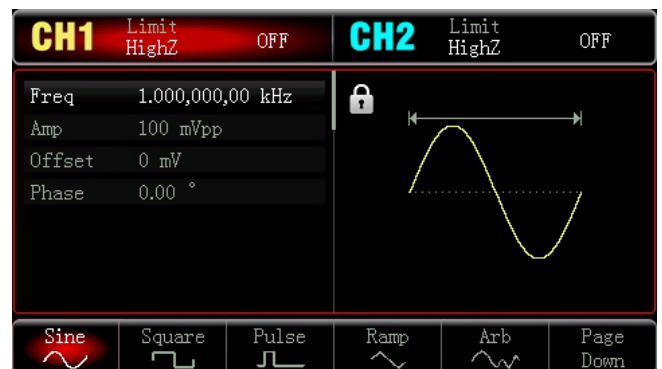 CH1 Limit HighZ OFF CH2 Limit HighZ OFF
Freq 1.000,000,00 kHz
Amp 100 mVpp
Offset 0 mV
Phase 0.00 °
Sine Square Pulse Ramp Arb Page Down